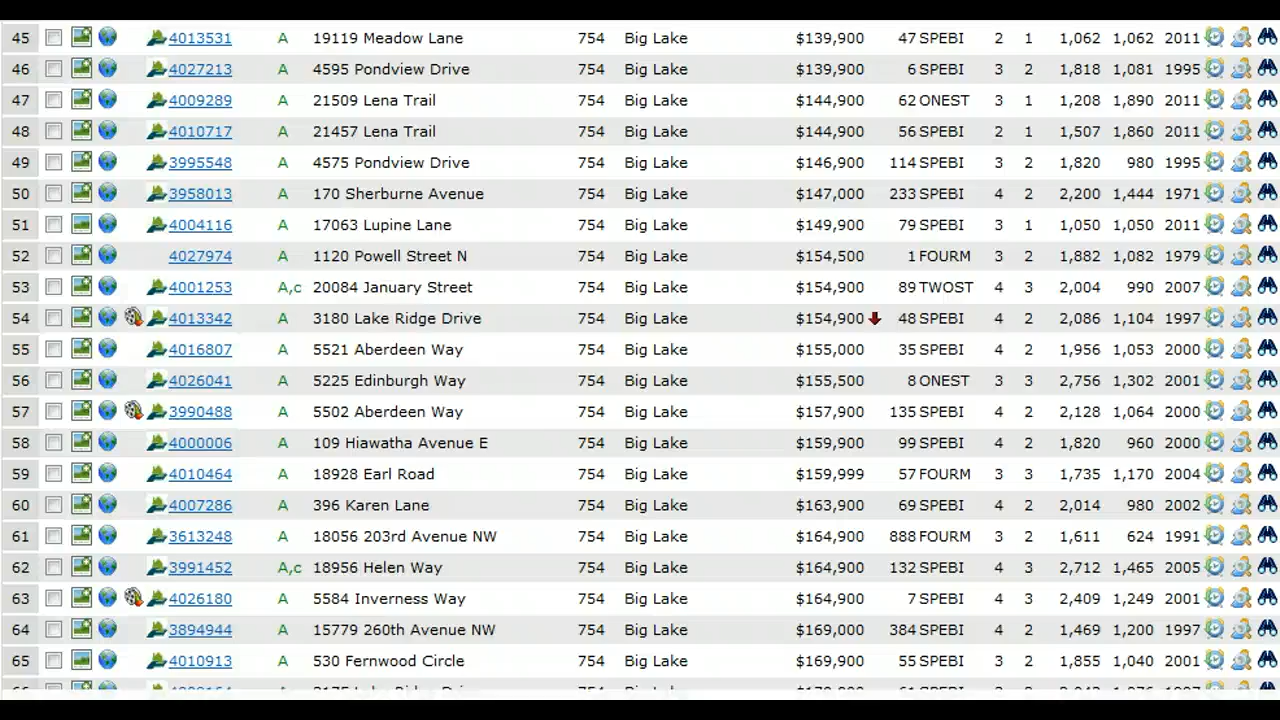 45 4013531 A 19119 Meadow Lane 754 Big Lake $139,900 47 SPEBI 2 1 1,062 1,062 2011
46 4027213 A 4595 Pondview Drive 754 Big Lake $139,900 6 SPEBI 3 2 1,818 1,081 1995
47 4009289 A 21509 Lena Trail 754 Big Lake $144,900 62 ONEST 3 1 1,208 1,890 2011
48 4010717 A 21457 Lena Trail 754 Big Lake $144,900 56 SPEBI 2 1 1,507 1,860 2011
49 3995548 A 4575 Pondview Drive 754 Big Lake $146,900 114 SPEBI 3 2 1,820 980 1995
50 3958013 A 170 Sherburne Avenue 754 Big Lake $147,000 233 SPEBI 4 2 2,200 1,444 1971
51 4004116 A 17063 Lupine Lane 754 Big Lake $149,900 79 SPEBI 3 1 1,050 1,050 2011
52 4027974 A 1120 Powell Street N 754 Big Lake $154,500 1 FOURM 3 2 1,882 1,082 1979
53 4001253 A,c 20084 January Street 754 Big Lake $154,900 89 TWOST 4 3 2,004 990 2007
54 4013342 A 3180 Lake Ridge Drive 754 Big Lake $154,900 48 SPEBI 4 2 2,086 1,104 1997
55 4016807 A 5521 Aberdeen Way 754 Big Lake $155,000 35 SPEBI 4 2 1,956 1,053 2000
56 4026041 A 5225 Edinburgh Way 754 Big Lake $155,500 8 ONEST 3 3 2,756 1,302 2001
57 3990488 A 5502 Aberdeen Way 754 Big Lake $157,900 135 SPEBI 4 2 2,128 1,064 2000
58 4000006 A 109 Hiawatha Avenue E 754 Big Lake $159,900 99 SPEBI 4 2 1,820 960 2000
59 4010464 A 18928 Earl Road 754 Big Lake $159,999 57 FOURM 3 3 1,735 1,170 2004
60 4007286 A 396 Karen Lane 754 Big Lake $163,900 69 SPEBI 4 2 2,014 980 2002
61 3613248 A 18056 203rd Avenue NW 754 Big Lake $164,900 888 FOURM 3 2 1,611 624 1991
62 3991452 A,c 18956 Helen Way 754 Big Lake $164,900 132 SPEBI 4 2 2,712 1,465 2005
63 4026180 A 5584 Inverness Way 754 Big Lake $164,900 7 SPEBI 4 3 2,409 1,249 2001
64 3894944 A 15779 260th Avenue NW 754 Big Lake $169,000 384 SPEBI 4 2 1,469 1,200 1997
65 4010913 A 530 Fernwood Circle 754 Big Lake $169,900 55 SPEBI 3 2 1,855 1,040 2001